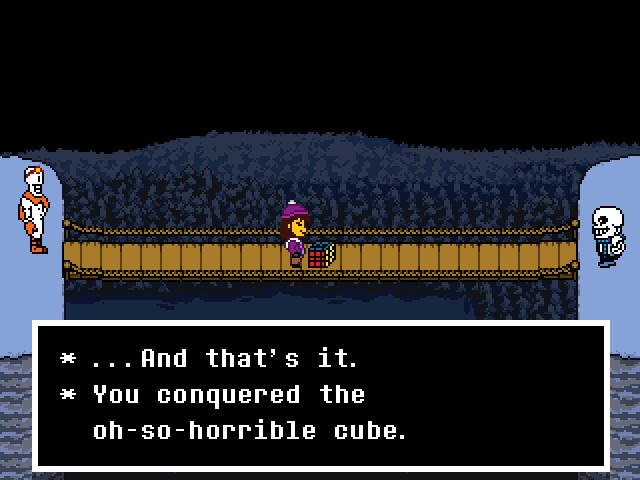 * ...And that's it.
* You conquered the
oh-so-horrible cube.